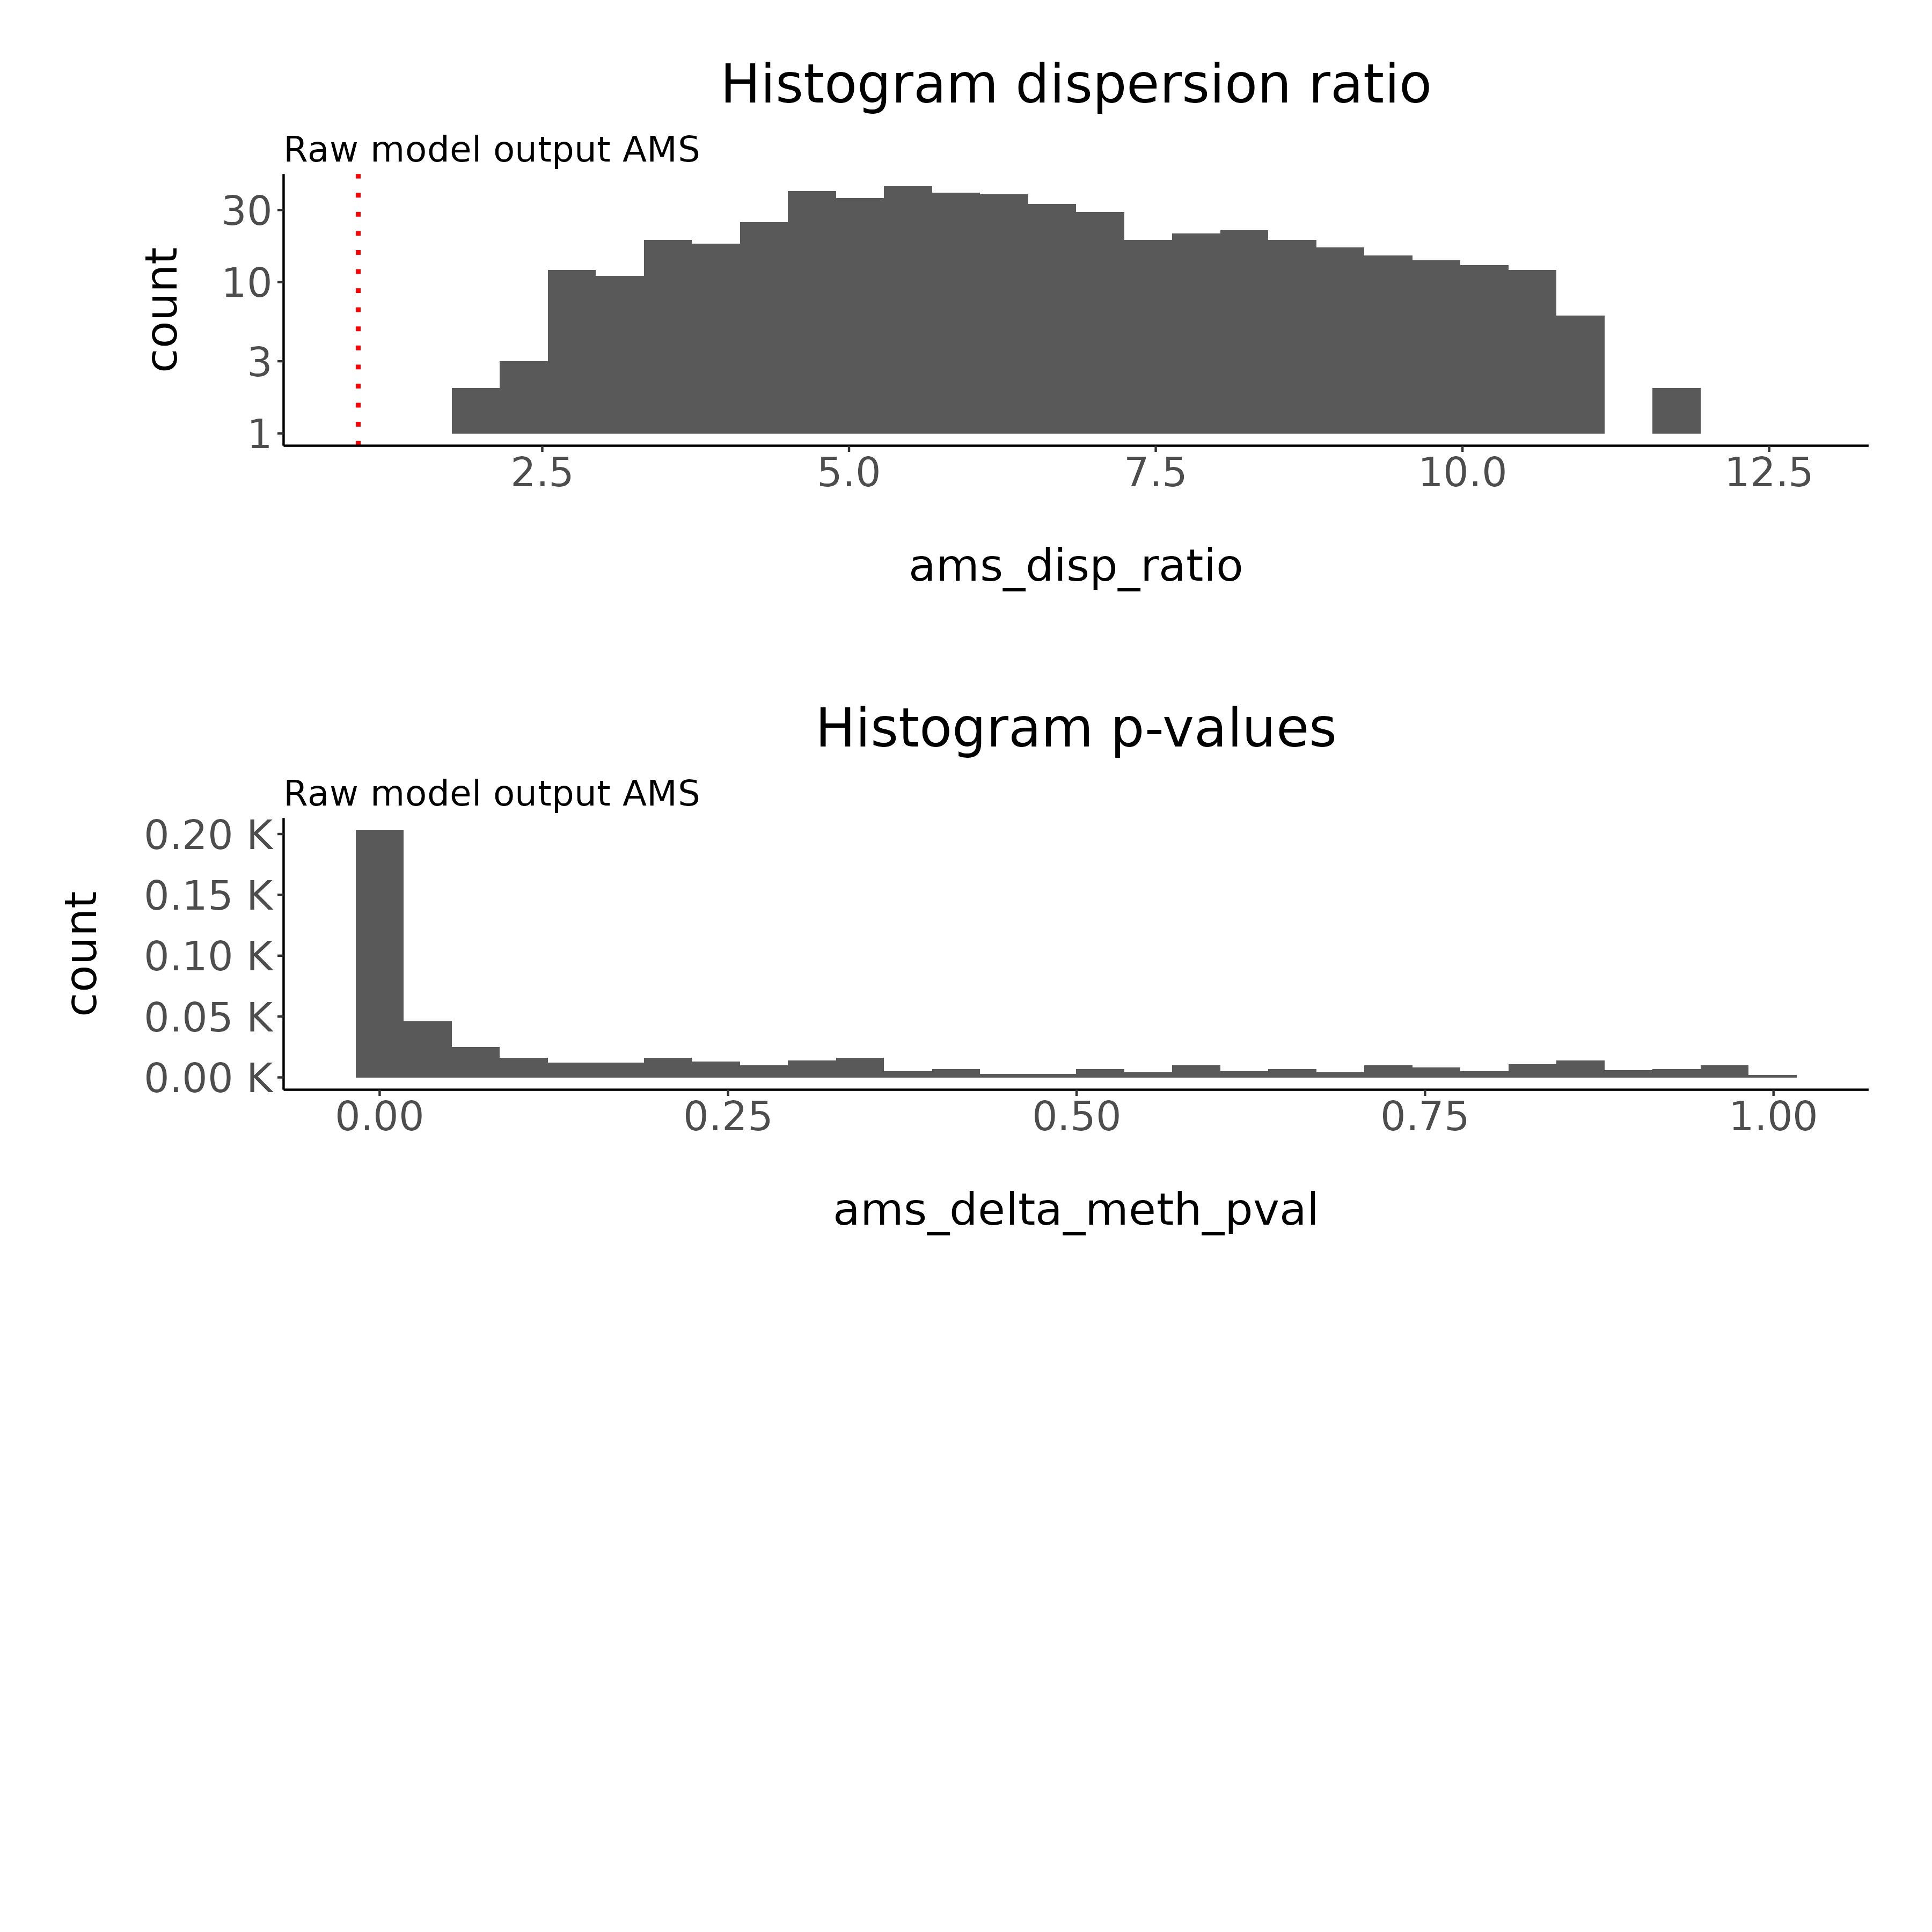 Histogram dispersion ratio
Raw model output AMS
count
30
10
3
1
2.5 5.0 7.5 10.0 12.5
ams_disp_ratio
Histogram p-values
Raw model output AMS
count
0.20 K
0.15 K
0.10 K
0.05 K
0.00 K
0.00 0.25 0.50 0.75 1.00
ams_delta_meth_pval